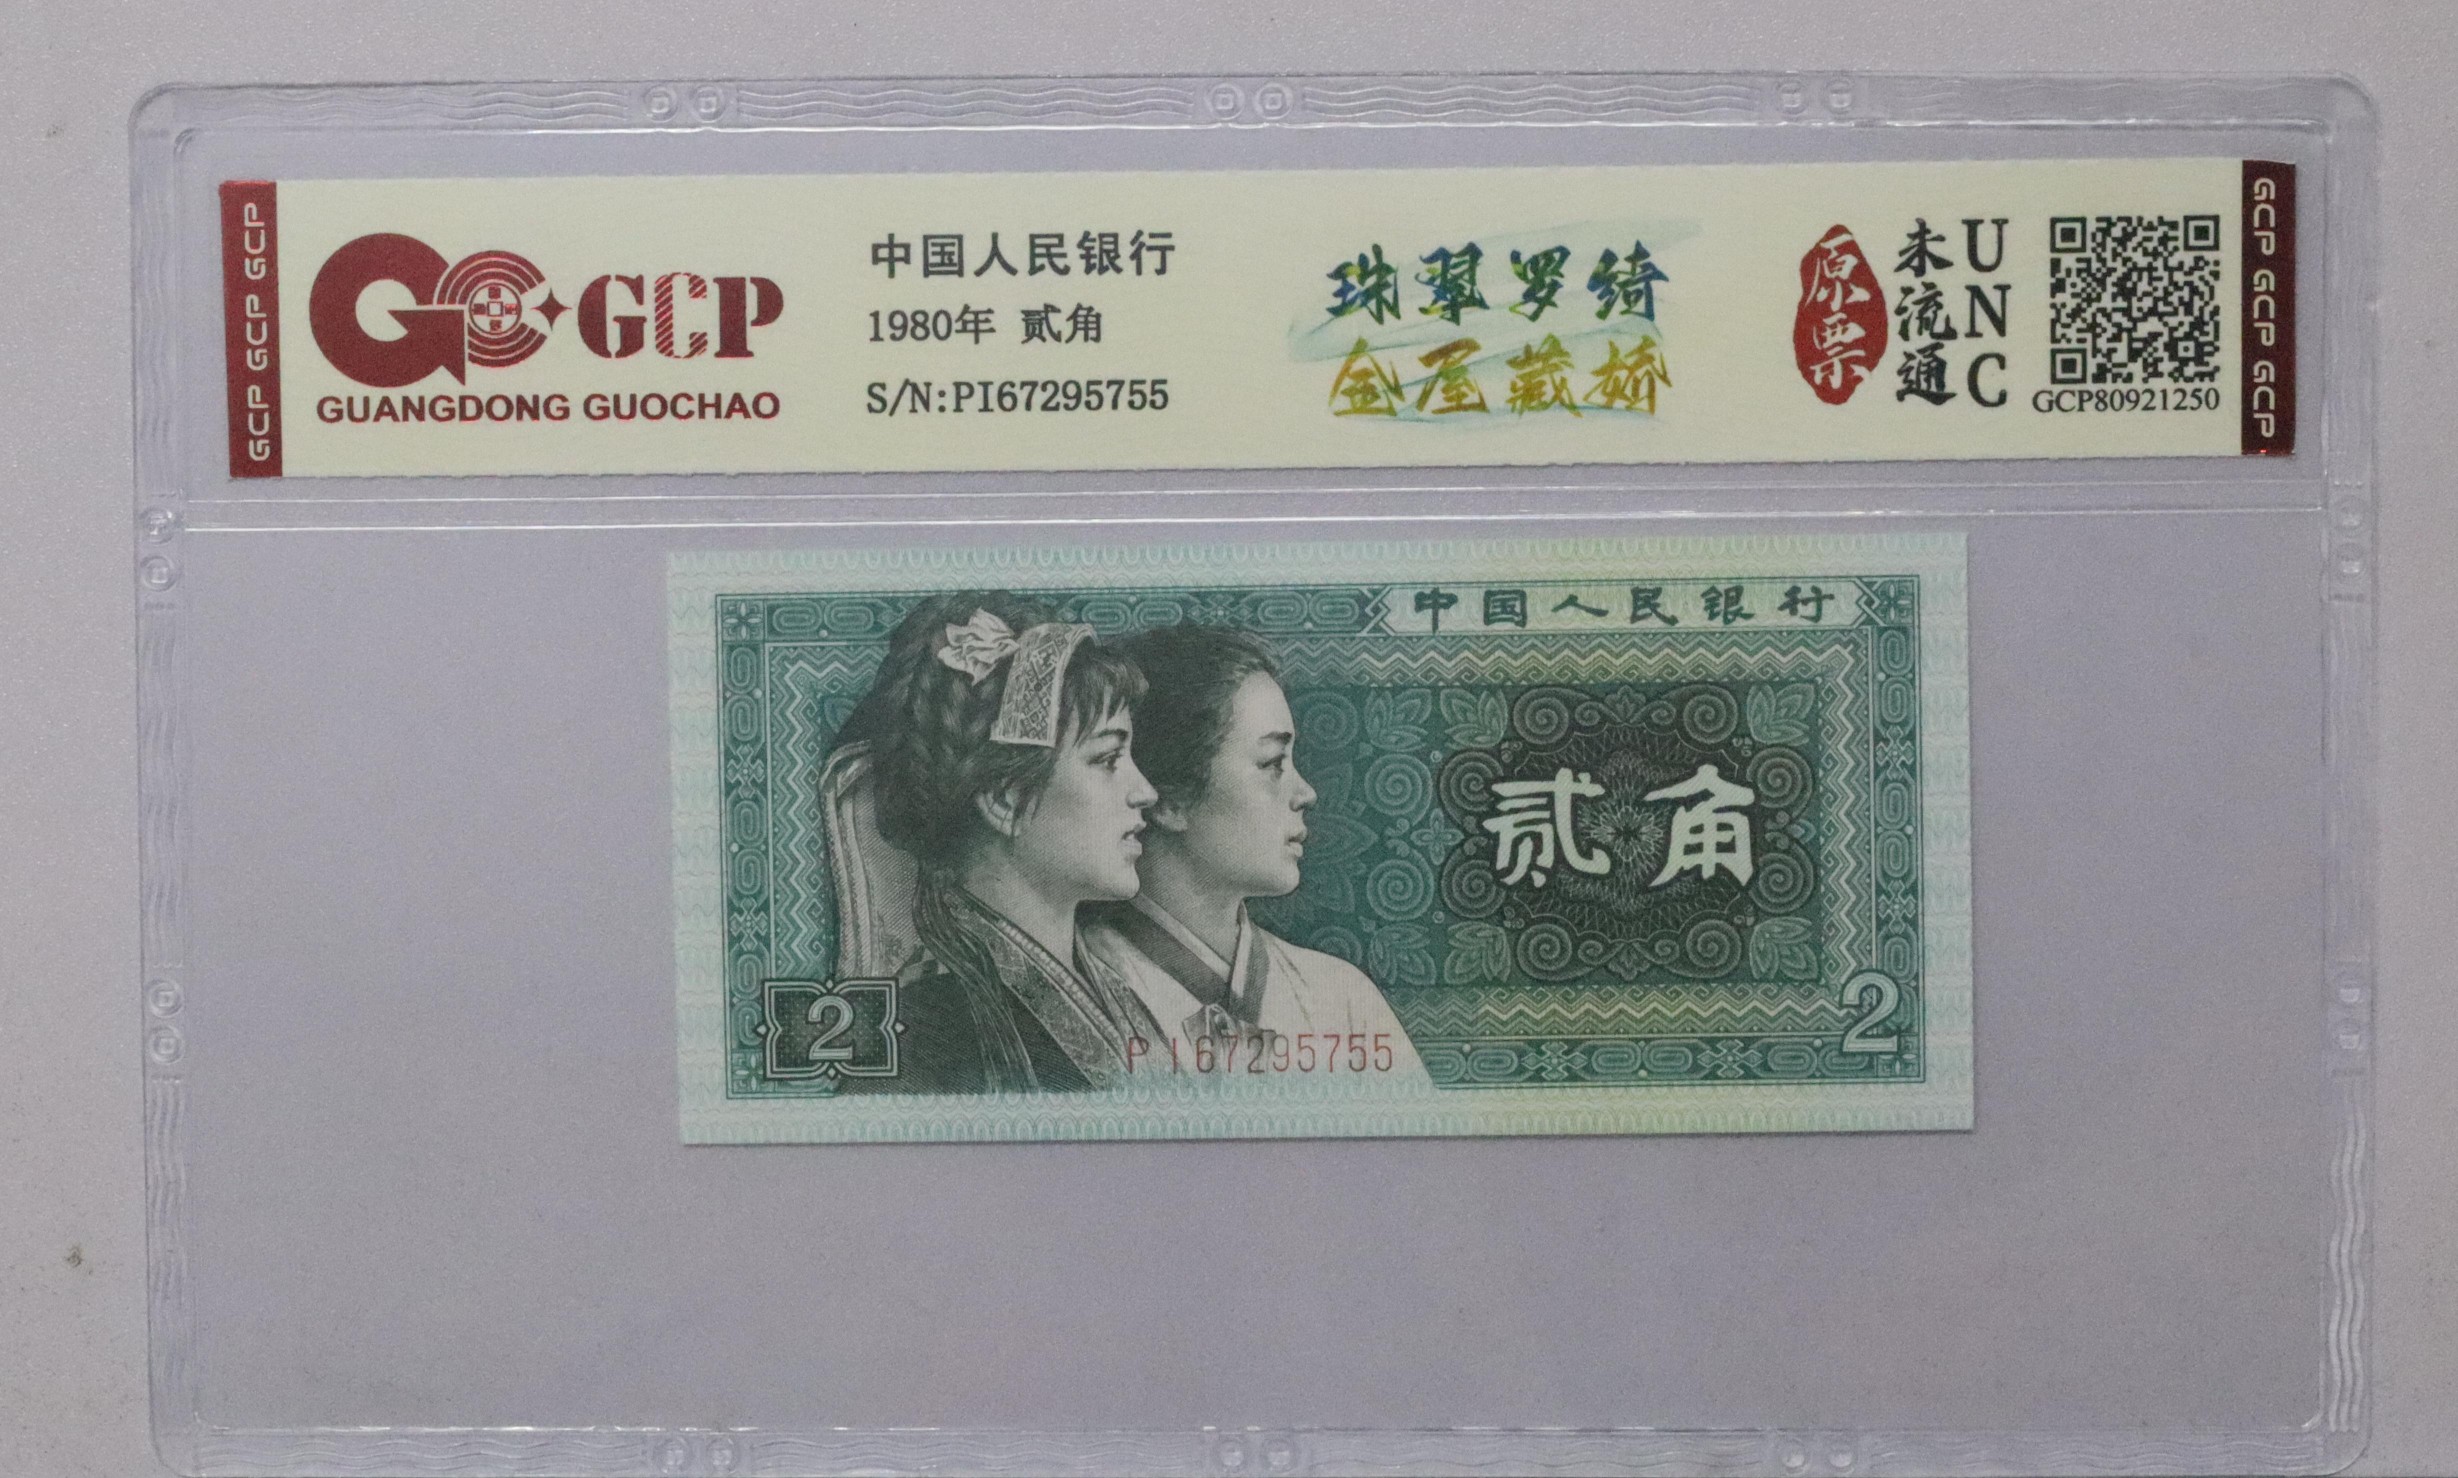 GCP GCP GCP
GCP
GUANGDONG GUOCHAO
中国人民银行
1980年 贰角
S/N:PI67295755
珠翠罗绮
金屋藏娇
原票
未流通
UNC
GCP80921250
GCP GCP GCP
中国人民银行
贰角
2
PI67295755
2